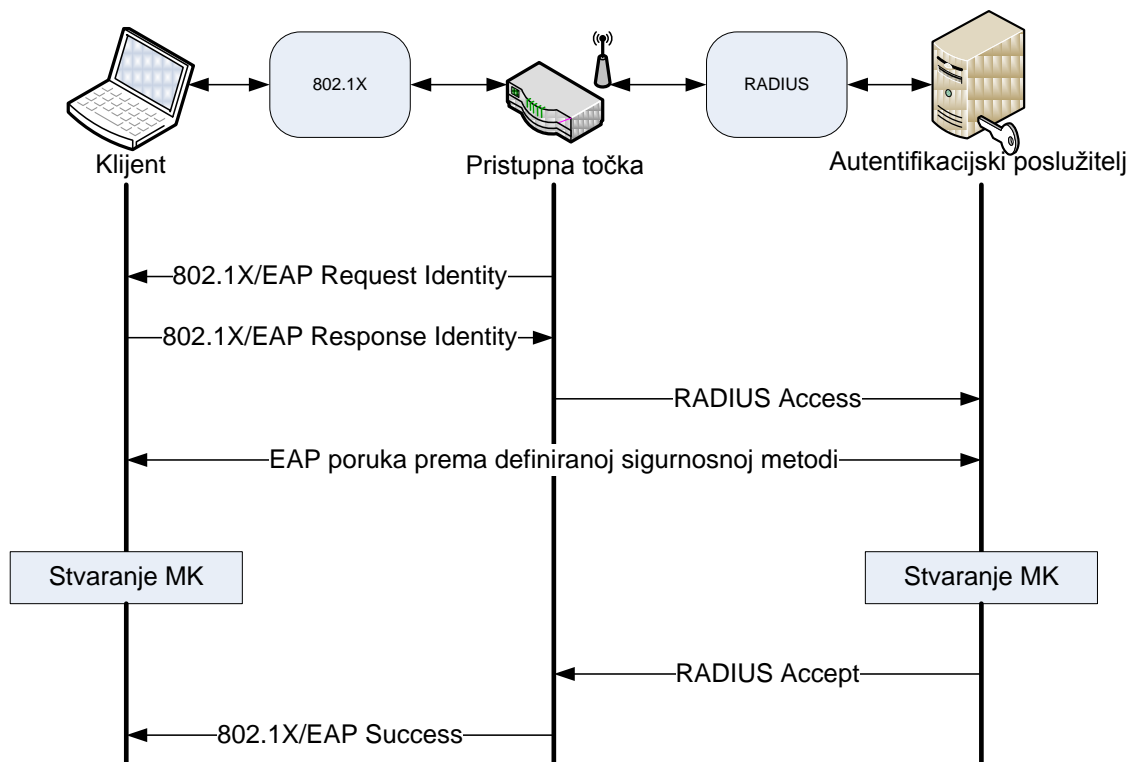 802.1X
RADIUS
Klijent
Pristupna točka
Autentifikacijski poslužitelj
802.1X/EAP Request Identity
802.1X/EAP Response Identity
RADIUS Access
EAP poruka prema definiranoj sigurnosnoj metodi
Stvaranje MK
Stvaranje MK
RADIUS Accept
802.1X/EAP Success